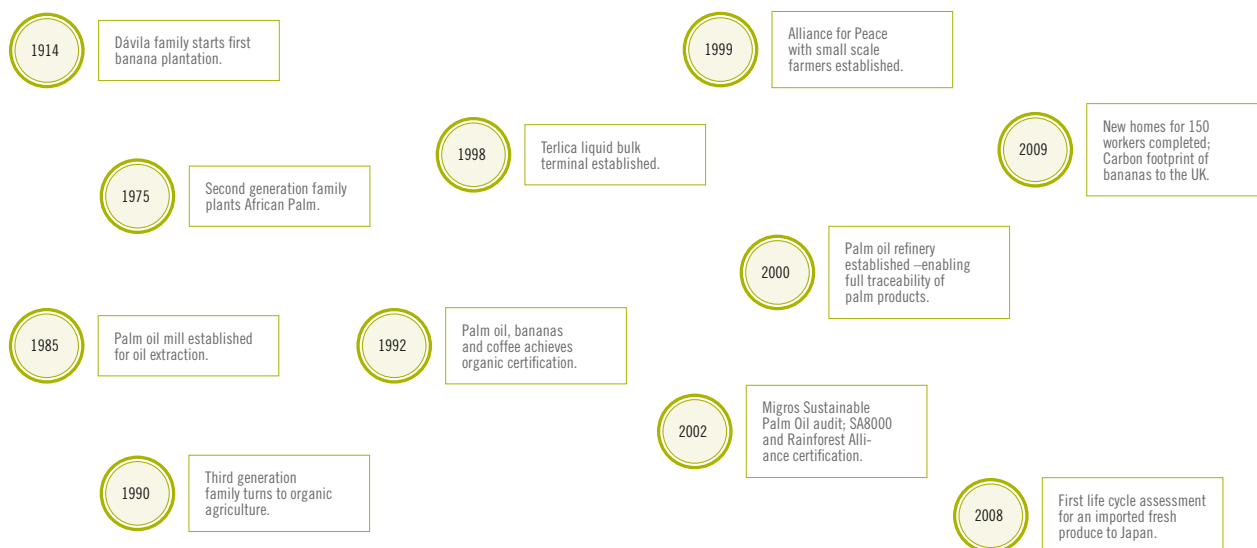 1914
Dávila family starts first
banana plantation.
1975
Second generation family
plants African Palm.
1985
Palm oil mill established
for oil extraction.
1990
Third generation
family turns to organic
agriculture.
1992
Palm oil, bananas
and coffee achieves
organic certification.
1998
Terlica liquid bulk
terminal established.
1999
Alliance for Peace
with small scale
farmers established.
2000
Palm oil refinery
established –enabling
full traceability of
palm products.
2002
Migros Sustainable
Palm Oil audit; SA8000
and Rainforest Alli-
ance certification.
2008
First life cycle assessment
for an imported fresh
produce to Japan.
2009
New homes for 150
workers completed;
Carbon footprint of
bananas to the UK.